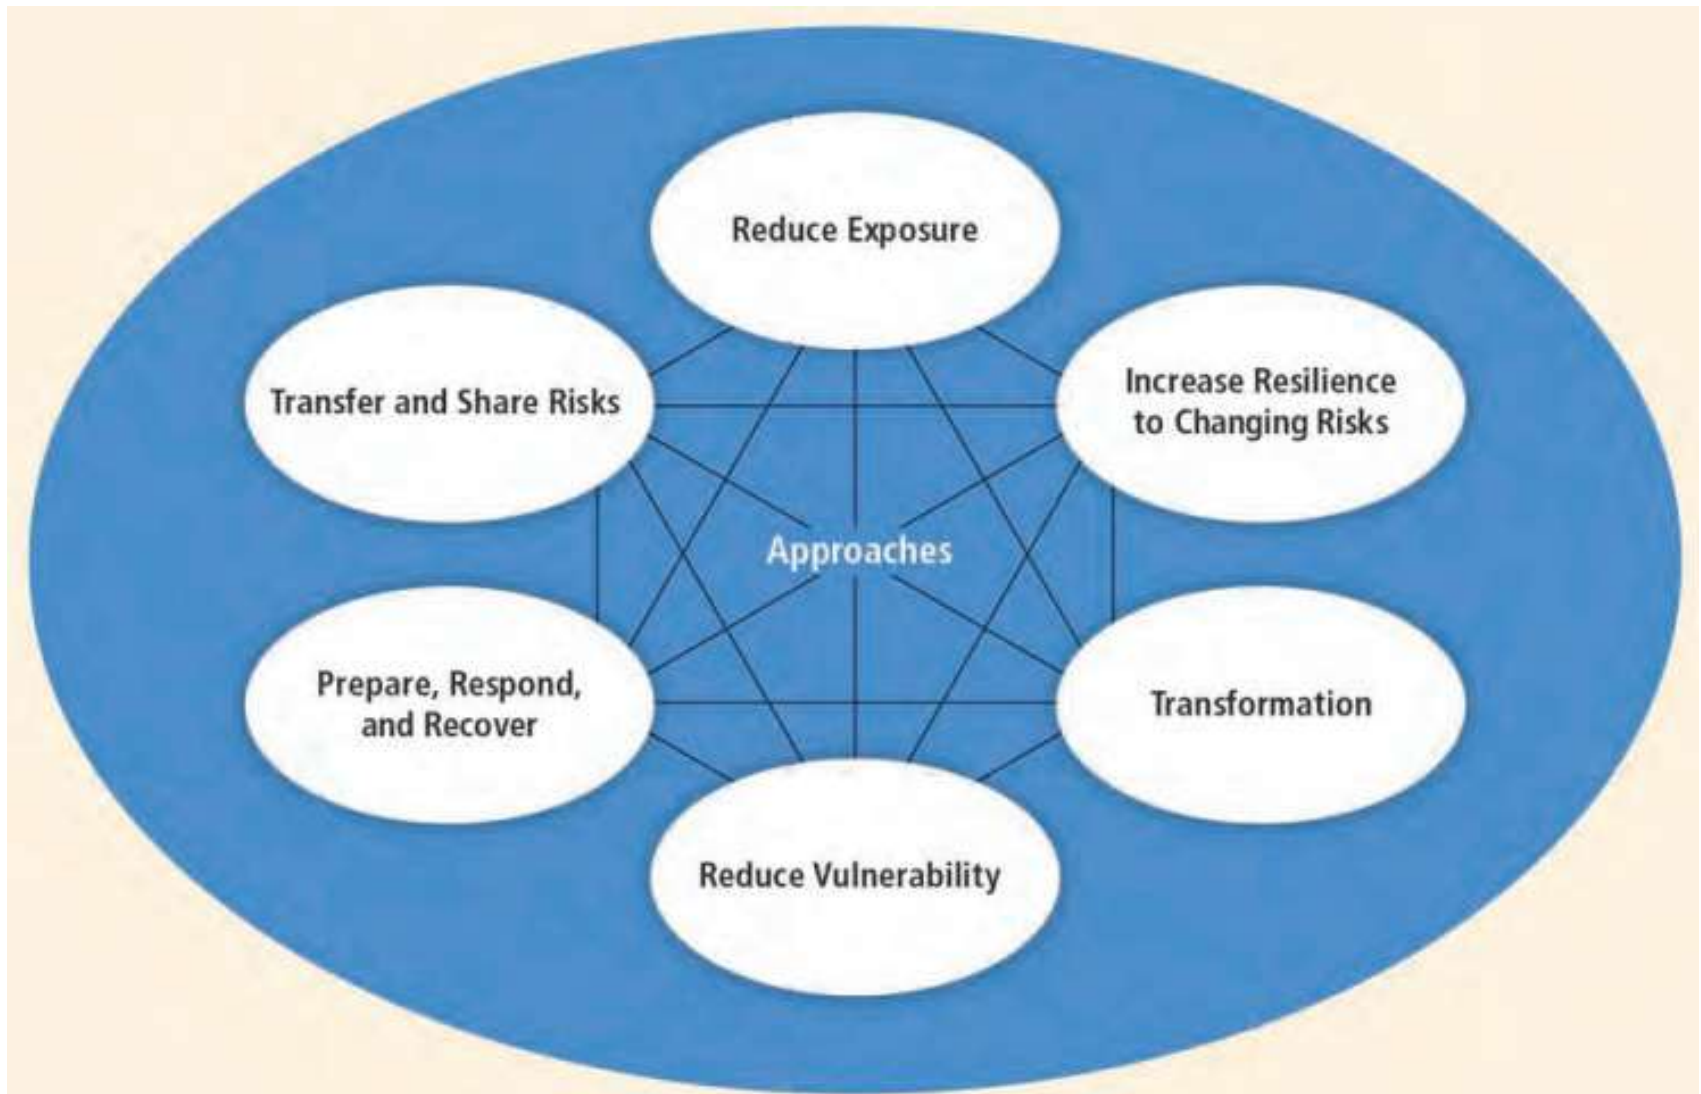 Reduce Exposure
Transfer and Share Risks
Increase Resilience
to Changing Risks
Approaches
Prepare, Respond,
and Recover
Transformation
Reduce Vulnerability